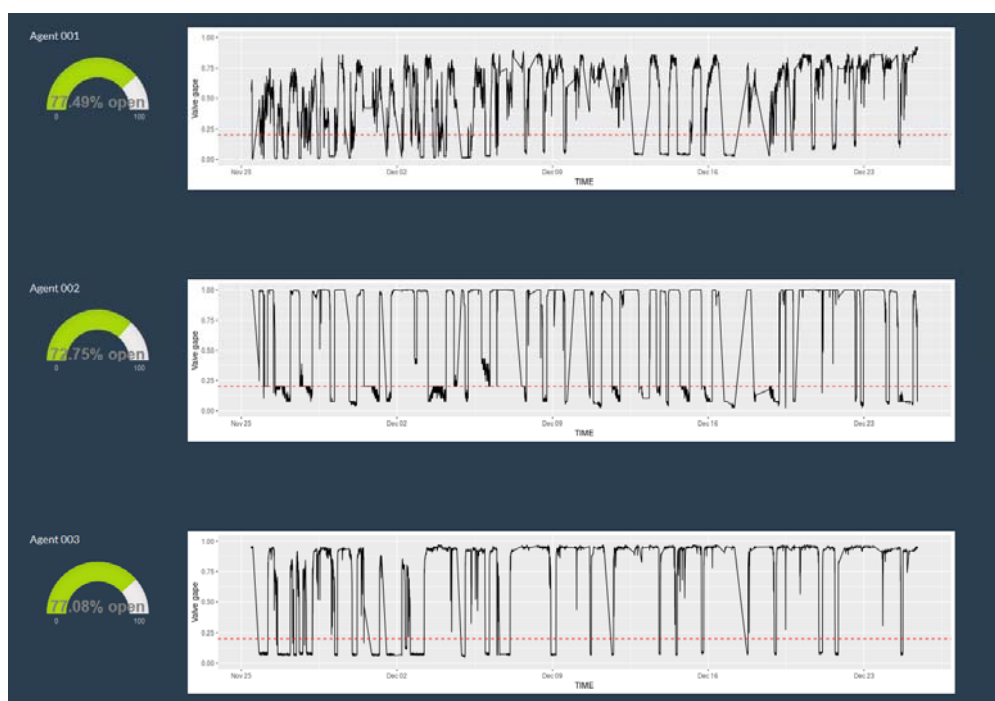 Agent 001
77.49% open
0 100
Valve gape
1.00
0.75
0.50
0.25
0.00
Nov 25 Dec 02 Dec 09 Dec 16 Dec 23
TIME
Agent 002
72.75% open
0 100
Valve gape
1.00
0.75
0.50
0.25
0.00
Nov 25 Dec 02 Dec 09 Dec 16 Dec 23
TIME
Agent 003
77.08% open
0 100
Valve gape
1.00
0.75
0.50
0.25
0.00
Nov 25 Dec 02 Dec 09 Dec 16 Dec 23
TIME